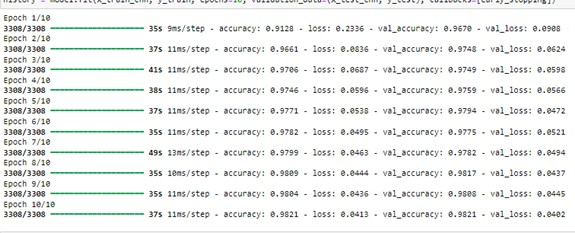 history = model.fit(x_train_cnn, y_train, epochs=10, validation_data=(x_test_cnn, y_test), callbacks=[early_stopping])
Epoch 1/10
3308/3308 35s 9ms/step - accuracy: 0.9128 - loss: 0.2336 - val_accuracy: 0.9670 - val_loss: 0.0908
Epoch 2/10
3308/3308 37s 11ms/step - accuracy: 0.9661 - loss: 0.0836 - val_accuracy: 0.9748 - val_loss: 0.0624
Epoch 3/10
3308/3308 41s 11ms/step - accuracy: 0.9706 - loss: 0.0687 - val_accuracy: 0.9749 - val_loss: 0.0598
Epoch 4/10
3308/3308 38s 11ms/step - accuracy: 0.9746 - loss: 0.0596 - val_accuracy: 0.9759 - val_loss: 0.0566
Epoch 5/10
3308/3308 37s 11ms/step - accuracy: 0.9771 - loss: 0.0538 - val_accuracy: 0.9794 - val_loss: 0.0472
Epoch 6/10
3308/3308 35s 11ms/step - accuracy: 0.9782 - loss: 0.0495 - val_accuracy: 0.9775 - val_loss: 0.0521
Epoch 7/10
3308/3308 49s 13ms/step - accuracy: 0.9799 - loss: 0.0463 - val_accuracy: 0.9782 - val_loss: 0.0494
Epoch 8/10
3308/3308 35s 10ms/step - accuracy: 0.9809 - loss: 0.0444 - val_accuracy: 0.9817 - val_loss: 0.0437
Epoch 9/10
3308/3308 35s 11ms/step - accuracy: 0.9804 - loss: 0.0436 - val_accuracy: 0.9808 - val_loss: 0.0445
Epoch 10/10
3308/3308 37s 11ms/step - accuracy: 0.9821 - loss: 0.0413 - val_accuracy: 0.9821 - val_loss: 0.0402